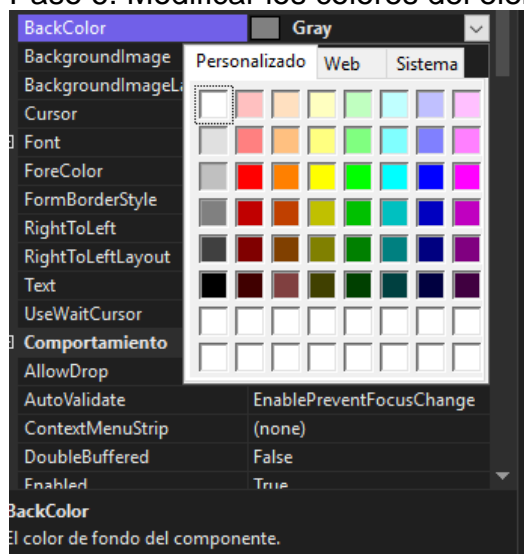 BackColor Gray
BackgroundImage Personalizado Web Sistema
Cursor
Font
ForeColor
FormBorderStyle
RightToLeft
RightToLeftLayout
Text
UseWaitCursor
Comportamiento
AllowDrop
AutoValidate EnablePreventFocusChange
ContextMenuStrip (none)
DoubleBuffered False
Enabled True
BackColor
El color de fondo del componente.